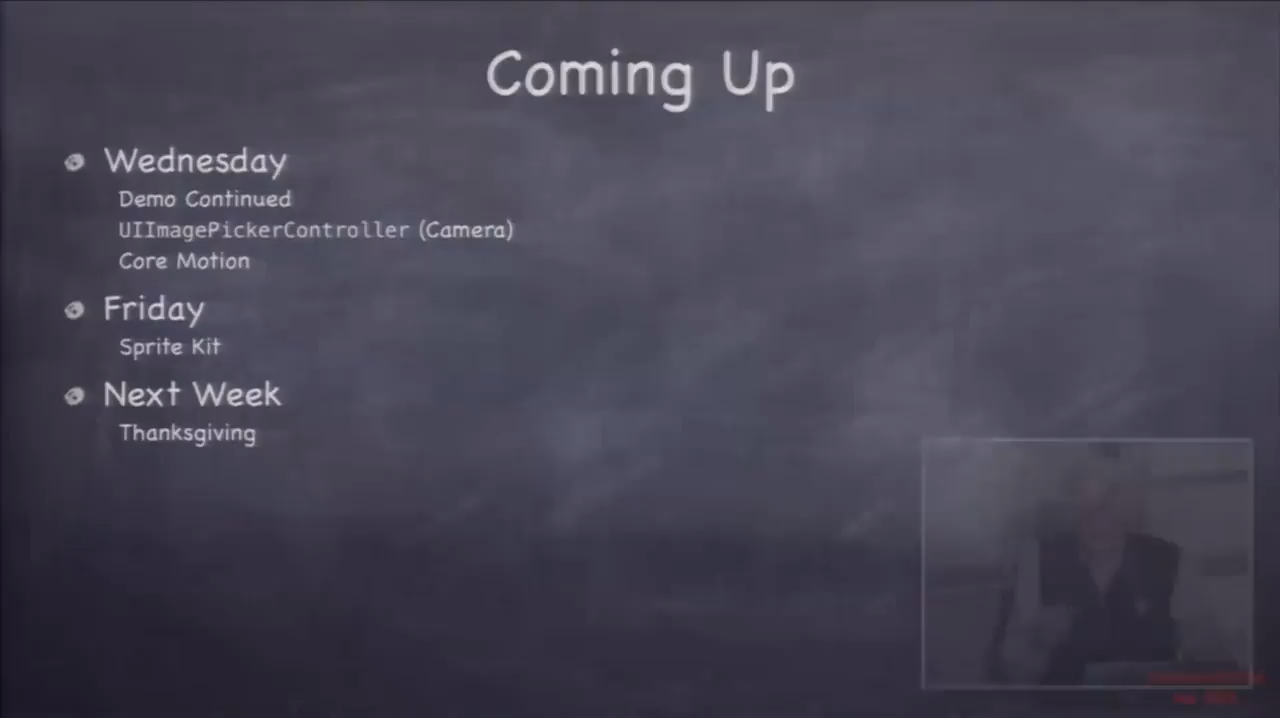 Coming Up
Wednesday
Demo Continued
UIImagePickerController (Camera)
Core Motion
Friday
Sprite Kit
Next Week
Thanksgiving